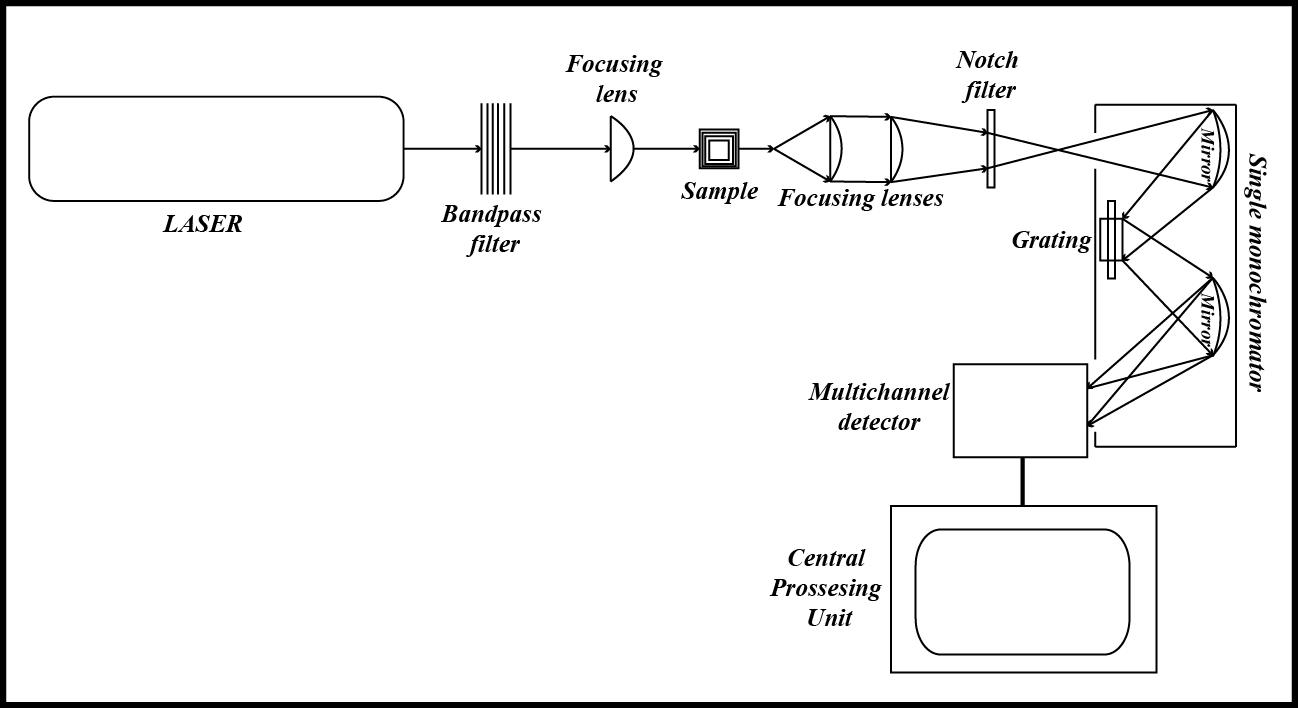 Focusing
lens
Notch
filter
Mirror
Single monochromator
Sample
Focusing lenses
LASER
Bandpass
filter
Grating
Mirror
Multichannel
detector
Central
Prossesing
Unit